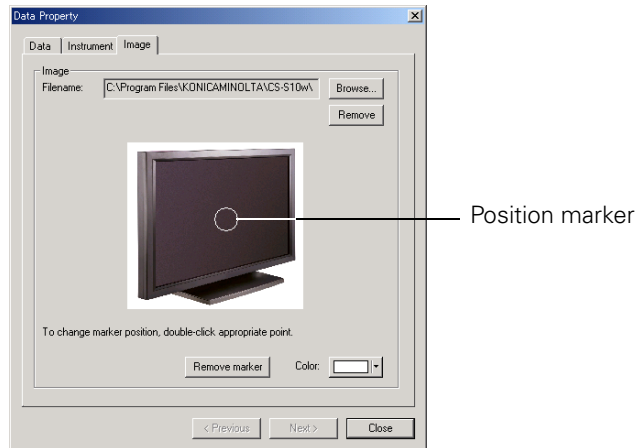 Data Property
Data Instrument Image
Image
Filename: C:\Program Files\KONICAMINOLTA\CS-S10w\ Browse...
Remove
Position marker
To change marker position, double-click appropriate point.
Remove marker Color:
< Previous Next > Close